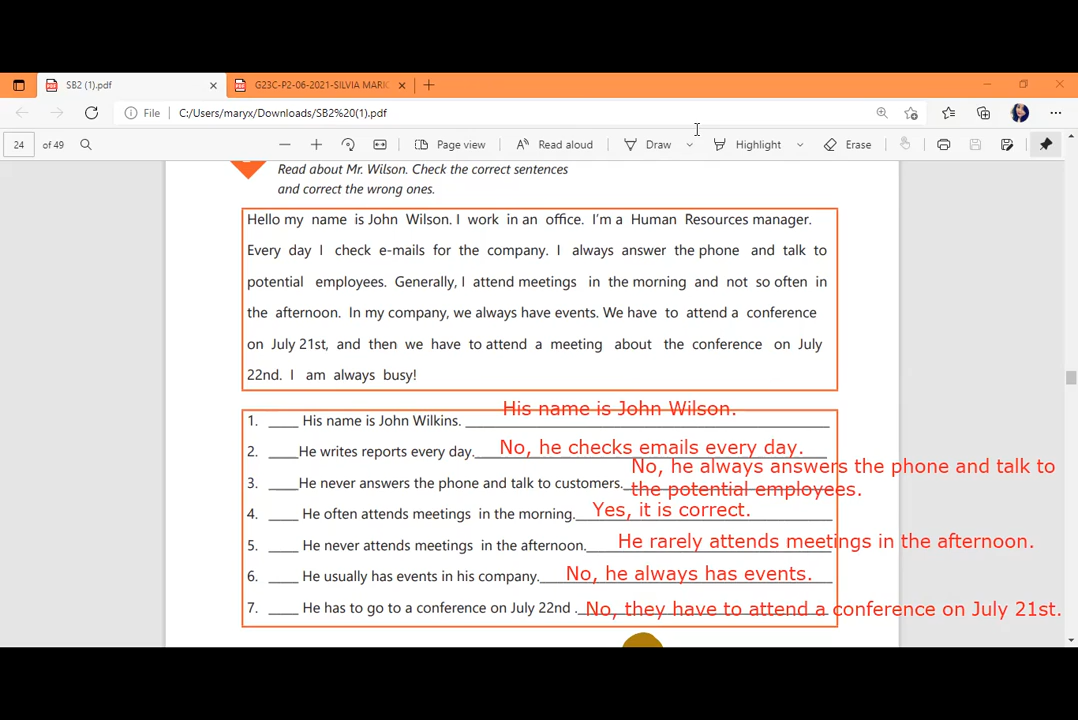 SB2 (1).pdf
G23C-P2-06-2021-SILVIA MARI
File
C:/Users/maryx/Downloads/SB2%20(1).pdf
24 of 49
Page view
Read aloud
Draw
Highlight
Erase
Read about Mr. Wilson. Check the correct sentences
and correct the wrong ones.
Hello my name is John Wilson. I work in an office. I'm a Human Resources manager.
Every day I check e-mails for the company. I always answer the phone and talk to
potential employees. Generally, I attend meetings in the morning and not so often in
the afternoon. In my company, we always have events. We have to attend a conference
on July 21st, and then we have to attend a meeting about the conference on July
22nd. I am always busy!
1. ____ His name is John Wilkins. His name is John Wilson.
2. ____He writes reports every day. No, he checks emails every day.
3. ____He never answers the phone and talk to customers. No, he always answers the phone and talk to
the potential employees.
4. ____ He often attends meetings in the morning. Yes, it is correct.
5. ____ He never attends meetings in the afternoon. He rarely attends meetings in the afternoon.
6. ____ He usually has events in his company. No, he always has events.
7. ____ He has to go to a conference on July 22nd . No, they have to attend a conference on July 21st.